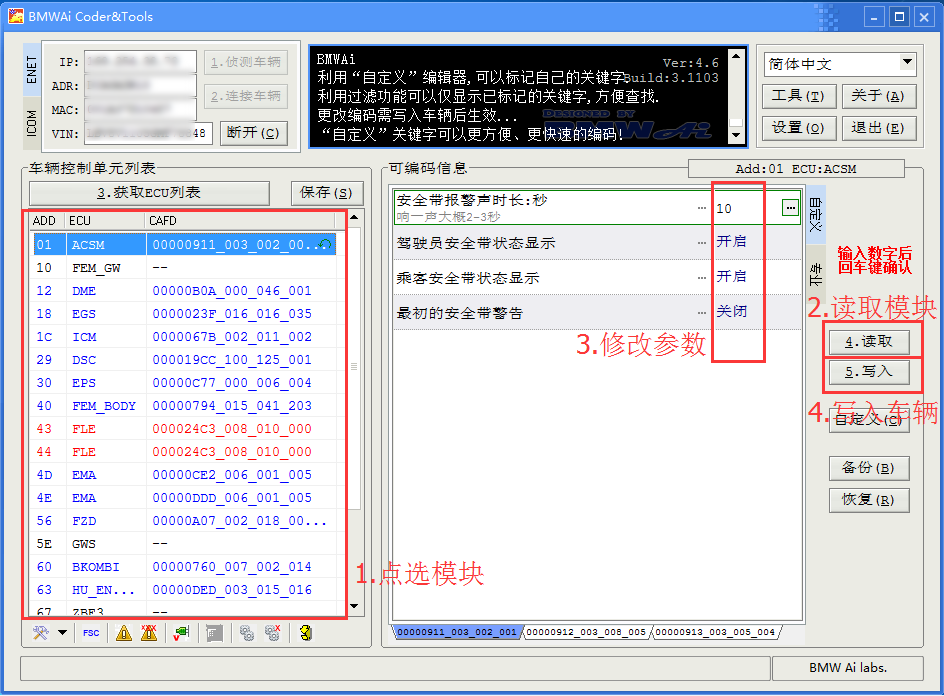 BMWAi Coder&Tools
ENET
ICOM
IP:
ADR:
MAC:
VIN:
48
1.侦测车辆
2.连接车辆
断开(C)
BMWAi
Ver:4.6
利用“自定义”编辑器,可以标记自己的关键字
Build:3.1103
利用过滤功能可以仅显示已标记的关键字,方便查找.
更改编码需写入车辆后生效...
DESIGNED BY
BMW Ai
“自定义”关键字可以更方便、更快速的编码!
简体中文
工具(T)
关于(A)
设置(O)
退出(E)
车辆控制单元列表
3.获取ECU列表
保存(S)
ADD ECU CAFD
01 ACSM 00000911_003_002_00...
10 FEM_GW --
12 DME 00000B0A_000_046_001
18 EGS 0000023F_016_016_035
1C ICM 0000067B_002_011_002
29 DSC 000019CC_100_125_001
30 EPS 00000C77_000_006_004
40 FEM_BODY 00000794_015_041_203
43 FLE 000024C3_008_010_000
44 FLE 000024C3_008_010_000
4D EMA 00000CE2_006_001_005
4E EMA 00000DDD_006_001_005
56 FZD 00000A07_002_018_00...
5E GWS --
60 BKOMBI 00000760_007_002_014
63 HU_EN... 00000DED_003_015_016
67 ZBE3 --
FSC
1.点选模块
可编码信息
Add:01 ECU:ACSM
安全带报警声时长:秒 ... 10 ...
响一声大概2-3秒
驾驶员安全带状态显示 ... 开启
乘客安全带状态显示 ... 开启
最初的安全带警告 ... 关闭
3.修改参数
00000911_003_002_001
00000912_003_008_005
00000913_003_005_004
自定义
专业
输入数字后
回车键确认
2.读取模块
4.读取
5.写入
4.写入车辆
自定义(C)
备份(B)
恢复(R)
BMW Ai labs.